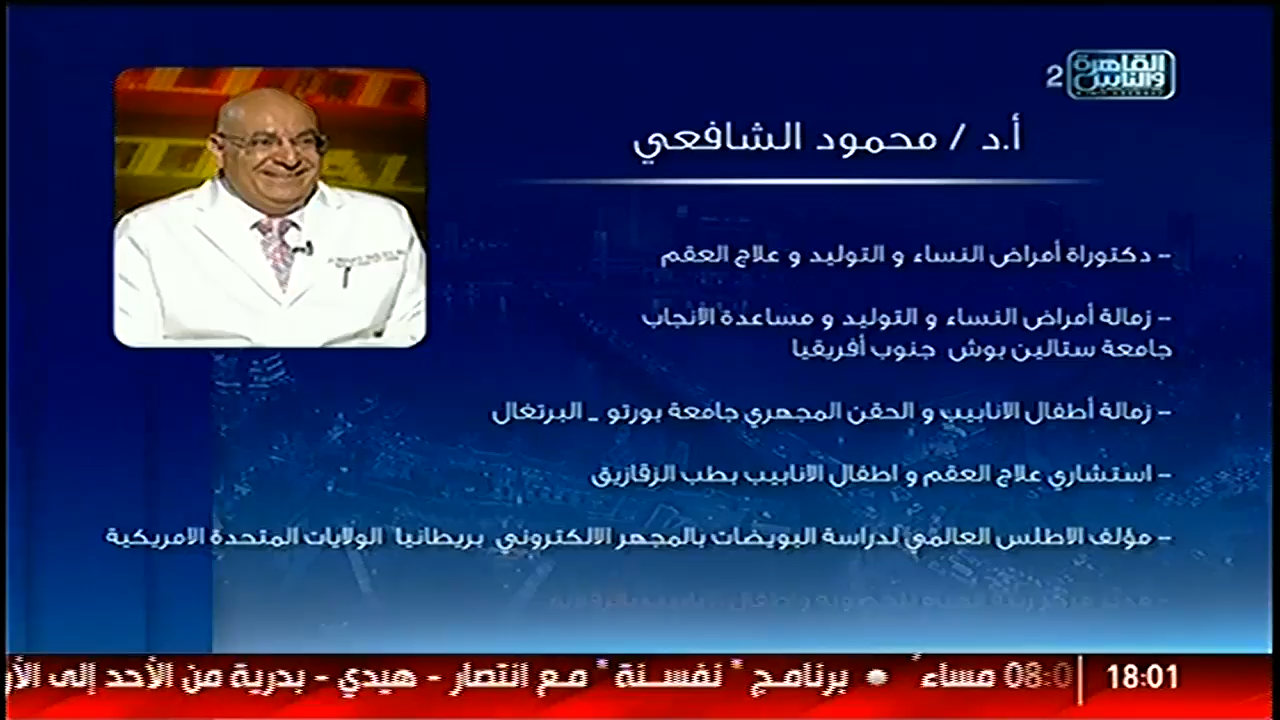 القاهرة والناس 2
أ.د / محمود الشافعي
- دكتوراة أمراض النساء و التوليد و علاج العقم
- زمالة أمراض النساء و التوليد و مساعدة الأنجاب
جامعة ستالين بوش جنوب أفريقيا
- زمالة أطفال الانابيب و الحقن المجهري جامعة بورتو _ البرتغال
- استشاري علاج العقم و اطفال الانابيب بطب الزقازيق
- مؤلف الاطلس العالمي لدراسة البويضات بالمجهر الالكتروني بريطانيا الولايات المتحدة الامريكية
18:01
08:0 مساءً • برنامج " نفسنة " مع انتصار - هيدي - بدرية من الأحد إلى